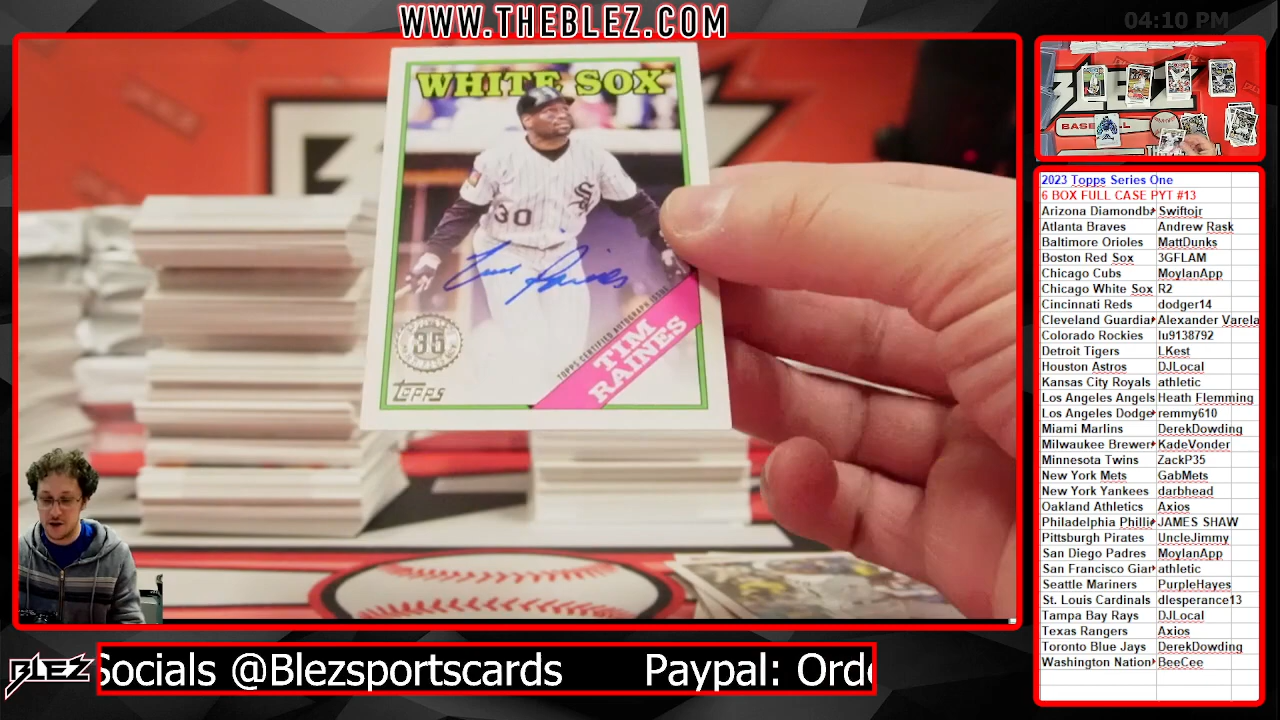 WWW.THEBLEZ.COM
04:10 PM
WHITE SOX
30
35
TOPPS CERTIFIED AUTOGRAPH ISSUE
TIM
RAINES
TOPPS
BLEZ
2023 Topps Series One
6 BOX FULL CASE PYT #13
Arizona Diamondba Swiftojr
Atlanta Braves Andrew Rask
Baltimore Orioles MattDunks
Boston Red Sox 3GFLAM
Chicago Cubs MoylanApp
Chicago White Sox R2
Cincinnati Reds dodger14
Cleveland Guardia Alexander Varela
Colorado Rockies lu9138792
Detroit Tigers LKest
Houston Astros DJLocal
Kansas City Royals athletic
Los Angeles Angels Heath Flemming
Los Angeles Dodge remmy610
Miami Marlins DerekDowding
Milwaukee Brewer KadeVonder
Minnesota Twins ZackP35
New York Mets GabMets
New York Yankees darbhead
Oakland Athletics Axios
Philadelphia Philli JAMES SHAW
Pittsburgh Pirates UncleJimmy
San Diego Padres MoylanApp
San Francisco Gian athletic
Seattle Mariners PurpleHayes
St. Louis Cardinals dlesperance13
Tampa Bay Rays DJLocal
Texas Rangers Axios
Toronto Blue Jays DerekDowding
Washington Nation BeeCee
BLEZ
Socials @Blezsportscards Paypal: Orde